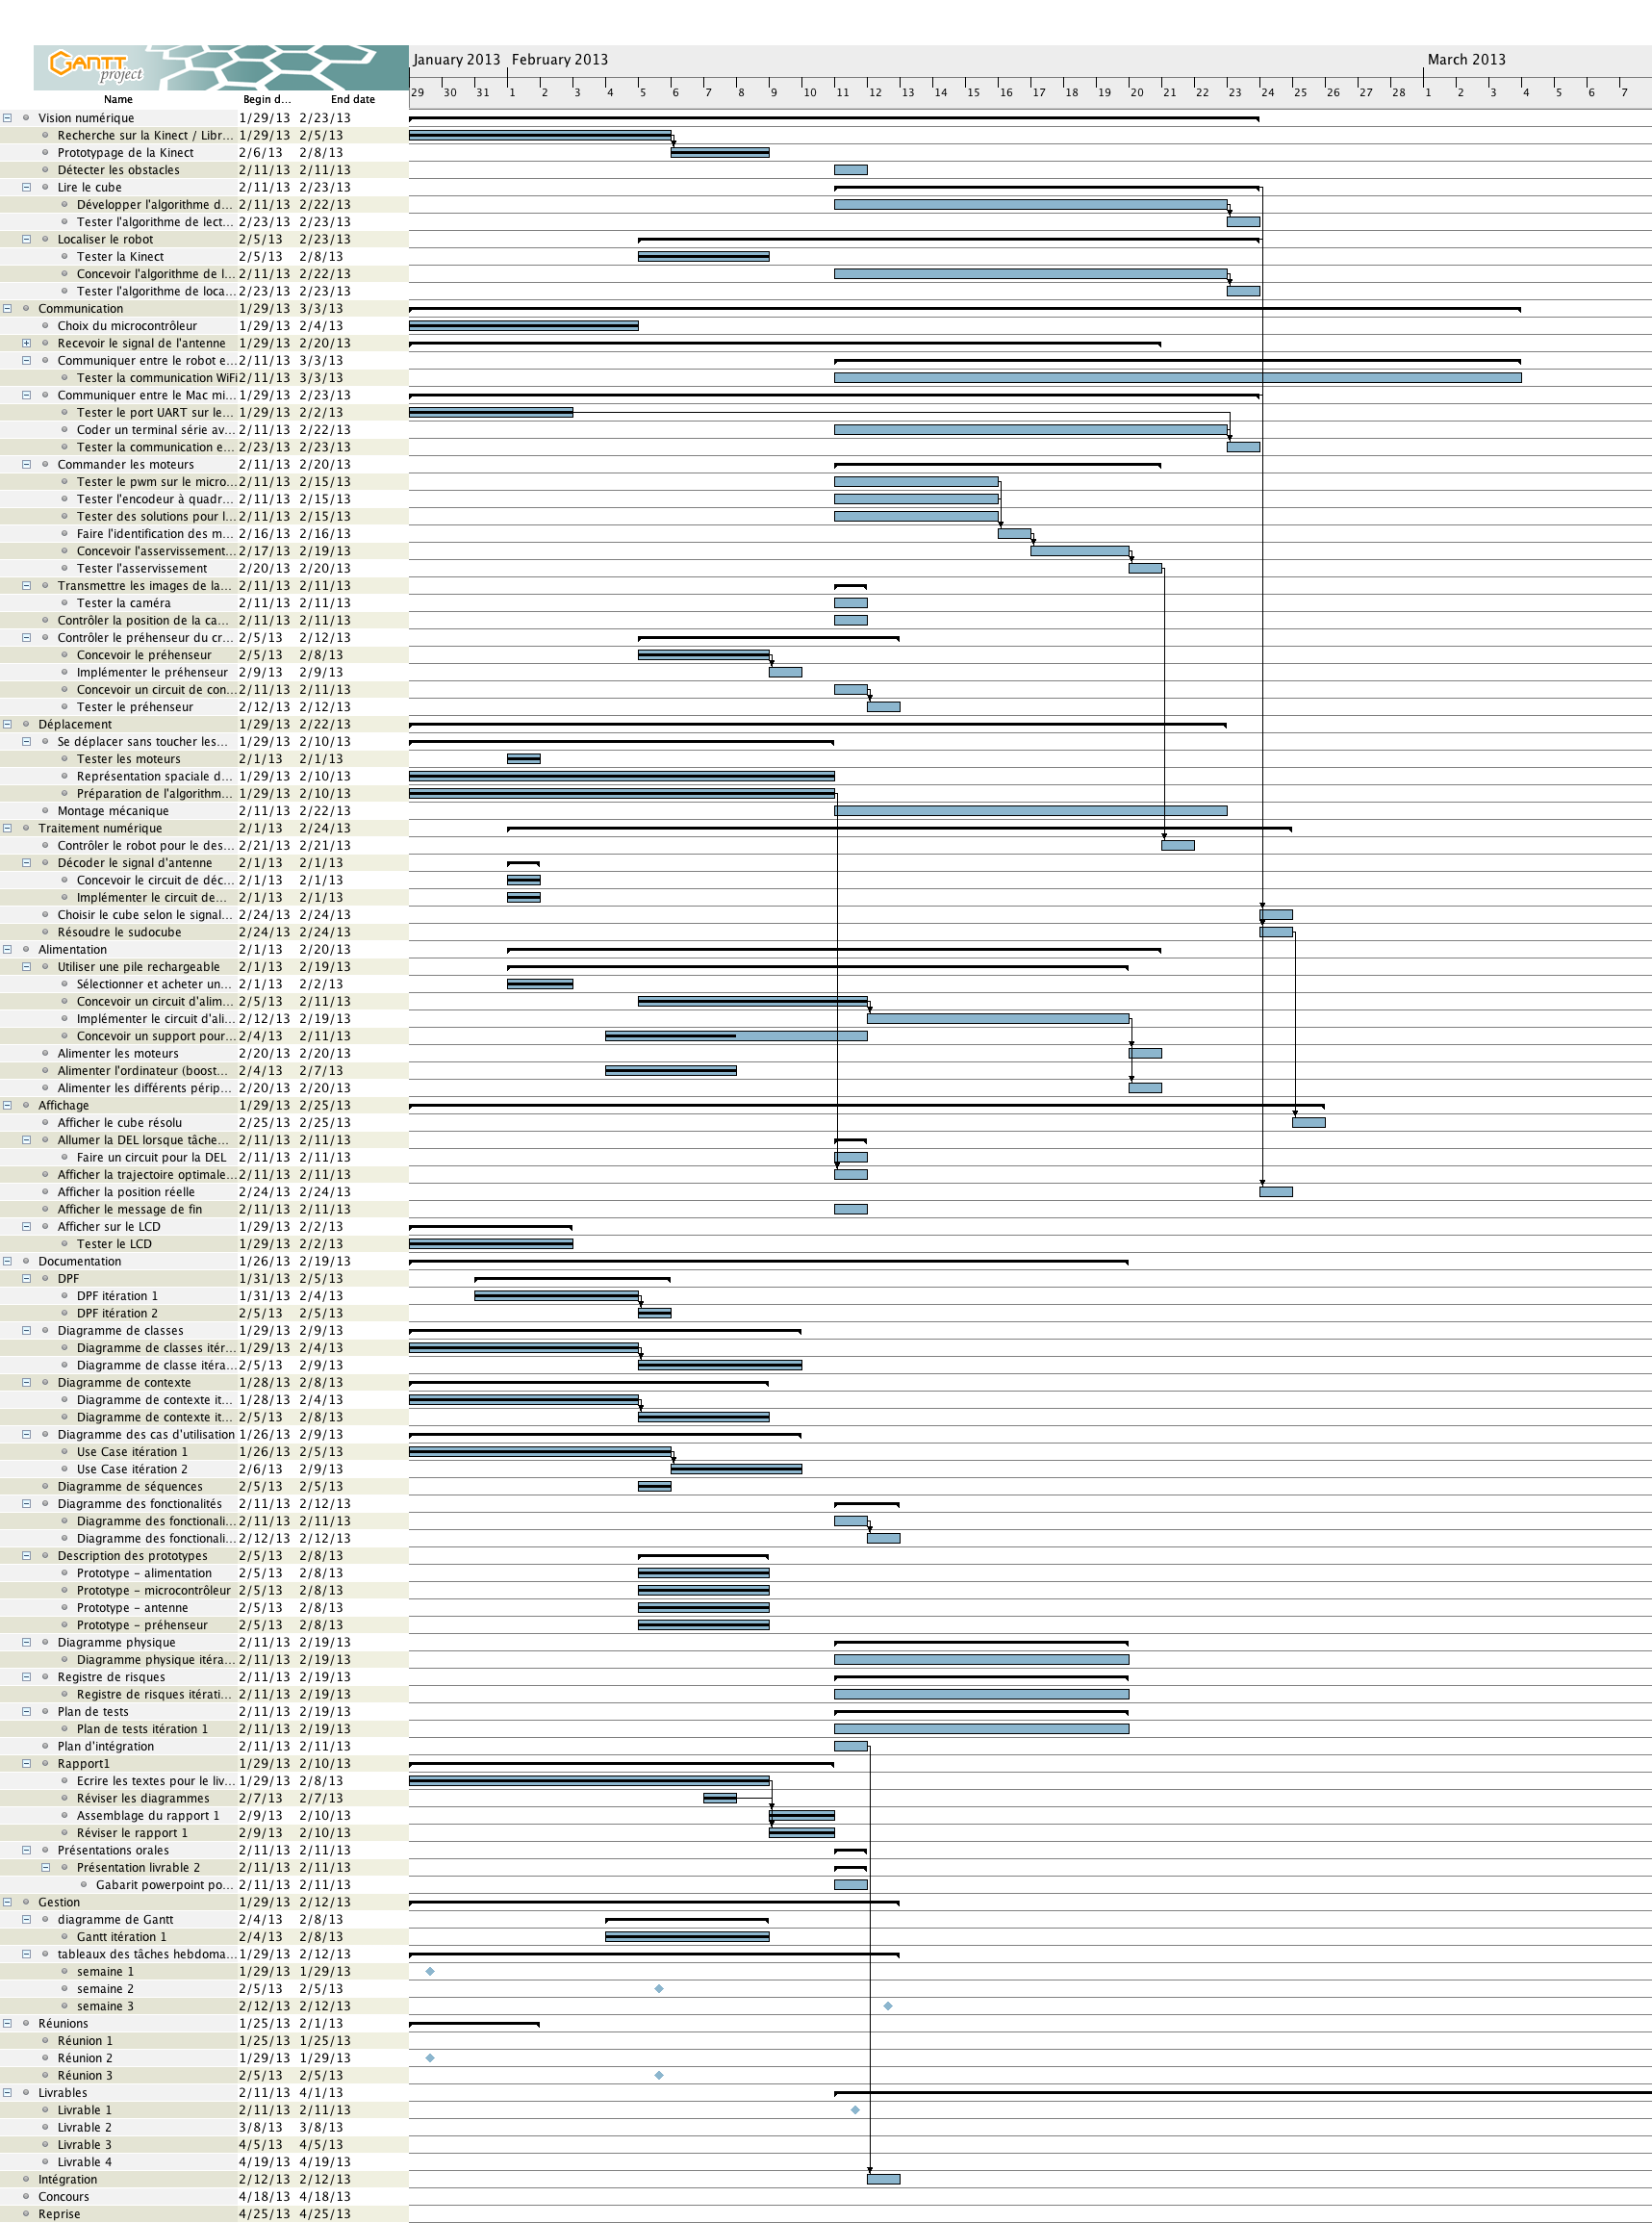 GANTT
project
January 2013 February 2013 March 2013
29 30 31 1 2 3 4 5 6 7 8 9 10 11 12 13 14 15 16 17 18 19 20 21 22 23 24 25 26 27 28 1 2 3 4 5 6 7
Name Begin d... End date
Vision numérique 1/29/13 2/23/13
Recherche sur la Kinect / Libr... 1/29/13 2/5/13
Prototypage de la Kinect 2/6/13 2/8/13
Détecter les obstacles 2/11/13 2/11/13
Lire le cube 2/11/13 2/23/13
Développer l'algorithme d... 2/11/13 2/22/13
Tester l'algorithme de lect... 2/23/13 2/23/13
Localiser le robot 2/5/13 2/23/13
Tester la Kinect 2/5/13 2/8/13
Concevoir l'algorithme de l... 2/11/13 2/22/13
Tester l'algorithme de loca... 2/23/13 2/23/13
Communication 1/29/13 3/3/13
Choix du microcontrôleur 1/29/13 2/4/13
Recevoir le signal de l'antenne 1/29/13 2/20/13
Communiquer entre le robot e... 2/11/13 3/3/13
Tester la communication WiFi 2/11/13 3/3/13
Communiquer entre le Mac mi... 1/29/13 2/23/13
Tester le port UART sur le... 1/29/13 2/2/13
Coder un terminal série av... 2/11/13 2/22/13
Tester la communication e... 2/23/13 2/23/13
Commander les moteurs 2/11/13 2/20/13
Tester le pwm sur le micro... 2/11/13 2/15/13
Tester l'encodeur à quadr... 2/11/13 2/15/13
Tester des solutions pour l... 2/11/13 2/15/13
Faire l'identification des m... 2/16/13 2/16/13
Concevoir l'asservissement... 2/17/13 2/19/13
Tester l'asservissement 2/20/13 2/20/13
Transmettre les images de la... 2/11/13 2/11/13
Tester la caméra 2/11/13 2/11/13
Contrôler la position de la ca... 2/11/13 2/11/13
Contrôler le préhenseur du cr... 2/5/13 2/12/13
Concevoir le préhenseur 2/5/13 2/8/13
Implémenter le préhenseur 2/9/13 2/9/13
Concevoir un circuit de con... 2/11/13 2/11/13
Tester le préhenseur 2/12/13 2/12/13
Déplacement 1/29/13 2/22/13
Se déplacer sans toucher les... 1/29/13 2/10/13
Tester les moteurs 2/1/13 2/1/13
Représentation spaciale d... 1/29/13 2/10/13
Préparation de l'algorithm... 1/29/13 2/10/13
Montage mécanique 2/11/13 2/22/13
Traitement numérique 2/1/13 2/24/13
Contrôler le robot pour le des... 2/21/13 2/21/13
Décoder le signal d'antenne 2/1/13 2/1/13
Concevoir le circuit de déc... 2/1/13 2/1/13
Implémenter le circuit de... 2/1/13 2/1/13
Choisir le cube selon le signal... 2/24/13 2/24/13
Résoudre le sudocube 2/24/13 2/24/13
Alimentation 2/1/13 2/20/13
Utiliser une pile rechargeable 2/1/13 2/19/13
Sélectionner et acheter un... 2/1/13 2/2/13
Concevoir un circuit d'alim... 2/5/13 2/11/13
Implémenter le circuit d'ali... 2/12/13 2/19/13
Concevoir un support pour... 2/4/13 2/11/13
Alimenter les moteurs 2/20/13 2/20/13
Alimenter l'ordinateur (boost... 2/4/13 2/7/13
Alimenter les différents périp... 2/20/13 2/20/13
Affichage 1/29/13 2/25/13
Afficher le cube résolu 2/25/13 2/25/13
Allumer la DEL lorsque tâche... 2/11/13 2/11/13
Faire un circuit pour la DEL 2/11/13 2/11/13
Afficher la trajectoire optimale... 2/11/13 2/11/13
Afficher la position réelle 2/24/13 2/24/13
Afficher le message de fin 2/11/13 2/11/13
Afficher sur le LCD 1/29/13 2/2/13
Tester le LCD 1/29/13 2/2/13
Documentation 1/26/13 2/19/13
DPF 1/31/13 2/5/13
DPF itération 1 1/31/13 2/4/13
DPF itération 2 2/5/13 2/5/13
Diagramme de classes 1/29/13 2/9/13
Diagramme de classes itér... 1/29/13 2/4/13
Diagramme de classe itéra... 2/5/13 2/9/13
Diagramme de contexte 1/28/13 2/8/13
Diagramme de contexte it... 1/28/13 2/4/13
Diagramme de contexte it... 2/5/13 2/8/13
Diagramme des cas d'utilisation 1/26/13 2/9/13
Use Case itération 1 1/26/13 2/5/13
Use Case itération 2 2/6/13 2/9/13
Diagramme de séquences 2/5/13 2/5/13
Diagramme des fonctionalités 2/11/13 2/12/13
Diagramme des fonctionali... 2/11/13 2/11/13
Diagramme des fonctionali... 2/12/13 2/12/13
Description des prototypes 2/5/13 2/8/13
Prototype - alimentation 2/5/13 2/8/13
Prototype - microcontrôleur 2/5/13 2/8/13
Prototype - antenne 2/5/13 2/8/13
Prototype - préhenseur 2/5/13 2/8/13
Diagramme physique 2/11/13 2/19/13
Diagramme physique itéra... 2/11/13 2/19/13
Registre de risques 2/11/13 2/19/13
Registre de risques itérati... 2/11/13 2/19/13
Plan de tests 2/11/13 2/19/13
Plan de tests itération 1 2/11/13 2/19/13
Plan d'intégration 2/11/13 2/11/13
Rapport1 1/29/13 2/10/13
Ecrire les textes pour le liv... 1/29/13 2/8/13
Réviser les diagrammes 2/7/13 2/7/13
Assemblage du rapport 1 2/9/13 2/10/13
Réviser le rapport 1 2/9/13 2/10/13
Présentations orales 2/11/13 2/11/13
Présentation livrable 2 2/11/13 2/11/13
Gabarit powerpoint po... 2/11/13 2/11/13
Gestion 1/29/13 2/12/13
diagramme de Gantt 2/4/13 2/8/13
Gantt itération 1 2/4/13 2/8/13
tableaux des tâches hebdoma... 1/29/13 2/12/13
semaine 1 1/29/13 1/29/13
semaine 2 2/5/13 2/5/13
semaine 3 2/12/13 2/12/13
Réunions 1/25/13 2/1/13
Réunion 1 1/25/13 1/25/13
Réunion 2 1/29/13 1/29/13
Réunion 3 2/5/13 2/5/13
Livrables 2/11/13 4/1/13
Livrable 1 2/11/13 2/11/13
Livrable 2 3/8/13 3/8/13
Livrable 3 4/5/13 4/5/13
Livrable 4 4/19/13 4/19/13
Intégration 2/12/13 2/12/13
Concours 4/18/13 4/18/13
Reprise 4/25/13 4/25/13